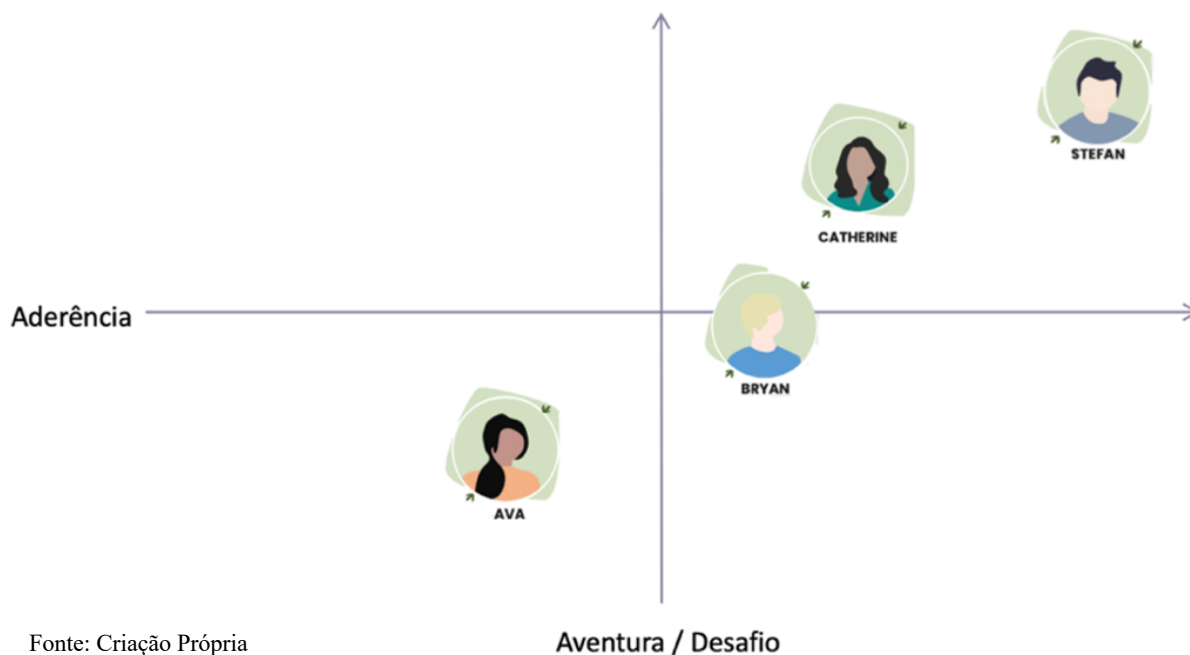 STEFAN
CATHERINE
Aderência
BRYAN
AVA
Fonte: Criação Própria
Aventura / Desafio